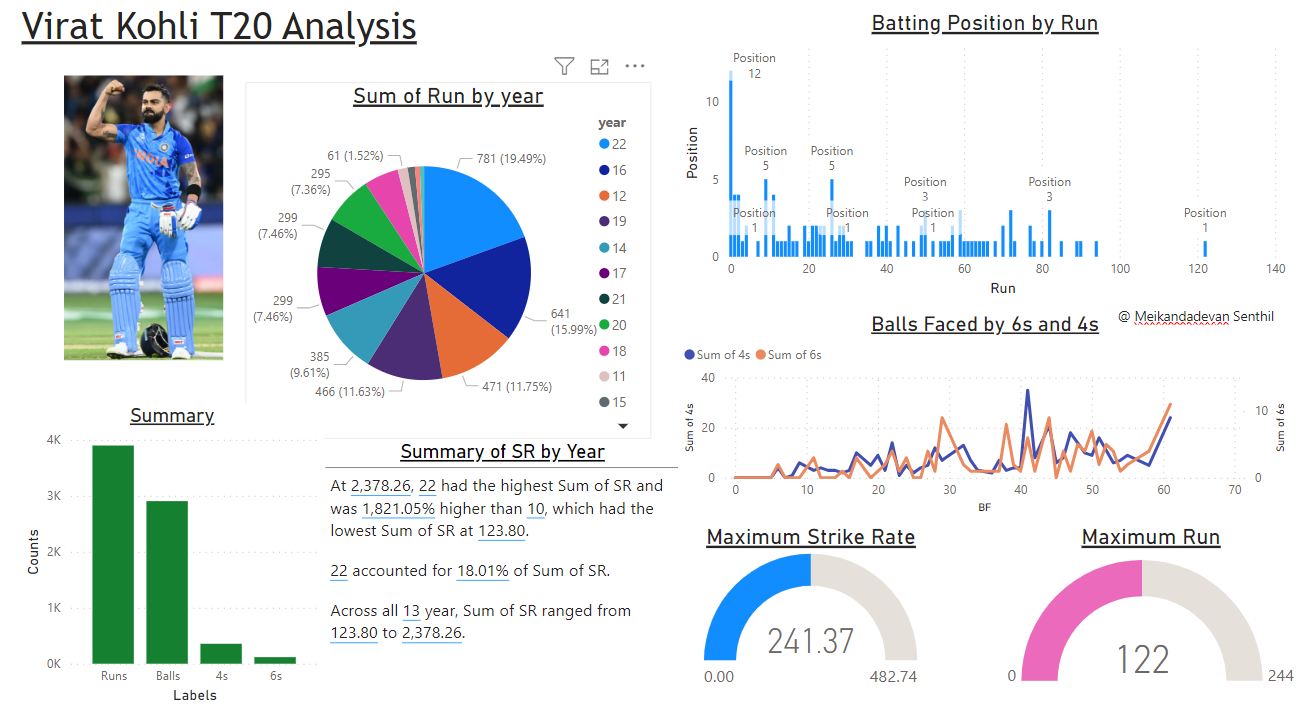 Virat Kohli T20 Analysis
INDIA
Sum of Run by year
year
22
16
12
19
14
17
21
20
18
11
15
781 (19.49%)
641
(15.99%)
471 (11.75%)
466 (11.63%)
385
(9.61%)
299
(7.46%)
299
(7.46%)
295
(7.36%)
61 (1.52%)
Batting Position by Run
Position
10
5
0
Position
12
Position
5
Position
5
Position
3
Position
3
Position
1
Position
1
Position
1
Position
1
0 20 40 60 80 100 120 140
Run
@ Meikandadevan Senthil
Balls Faced by 6s and 4s
Sum of 4s Sum of 6s
Sum of 4s
40
20
0
Sum of 6s
10
0
0 10 20 30 40 50 60 70
BF
Summary
Counts
4K
3K
2K
1K
0K
Runs Balls 4s 6s
Labels
Summary of SR by Year
At 2,378.26, 22 had the highest Sum of SR and
was 1,821.05% higher than 10, which had the
lowest Sum of SR at 123.80.
22 accounted for 18.01% of Sum of SR.
Across all 13 year, Sum of SR ranged from
123.80 to 2,378.26.
Maximum Strike Rate
241.37
0.00 482.74
Maximum Run
122
0 244